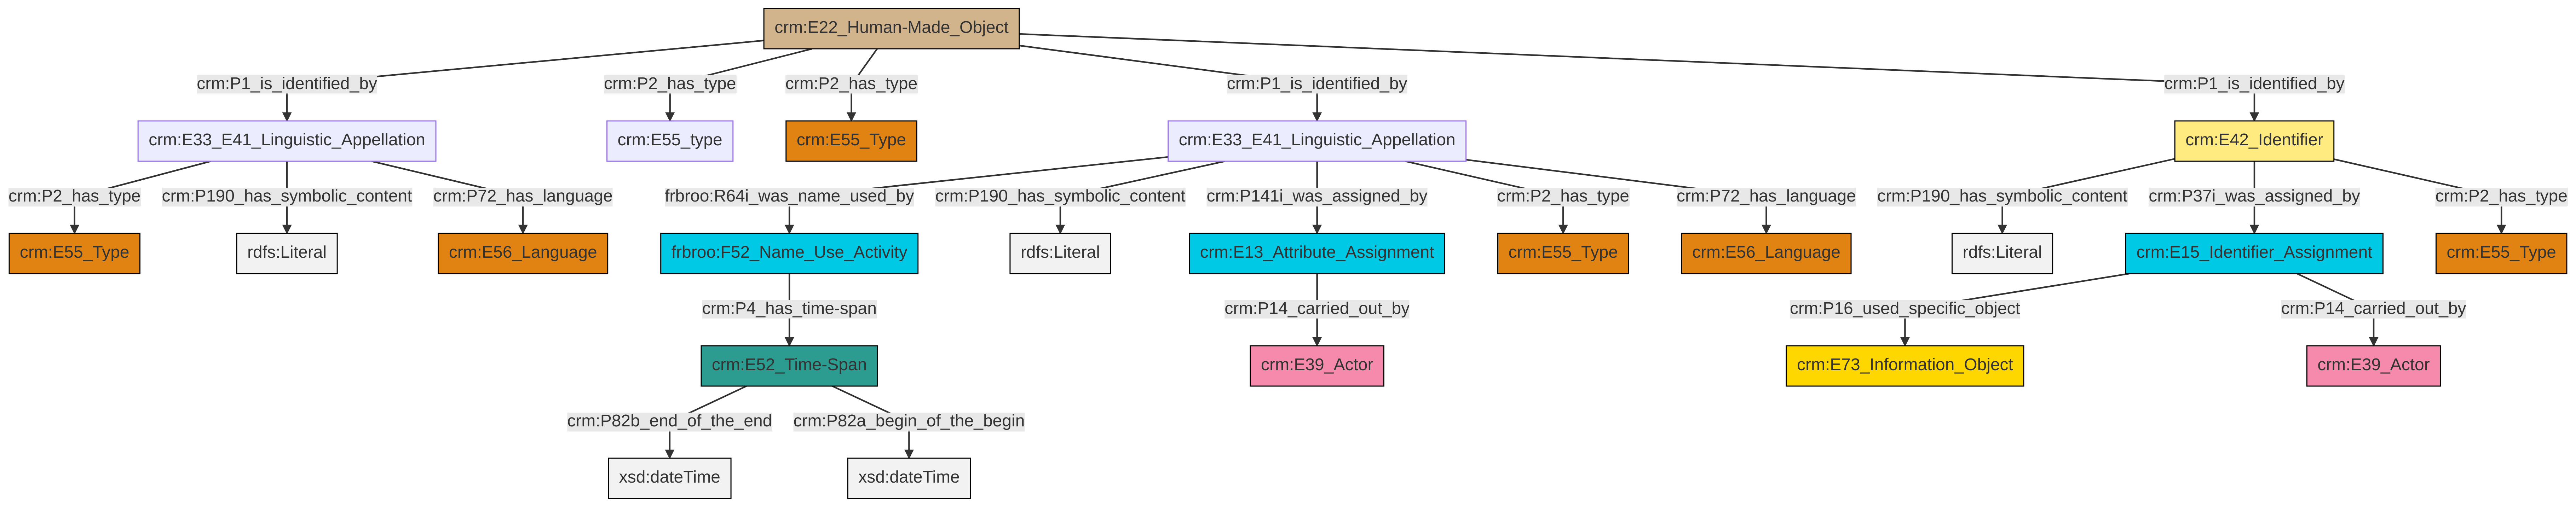 crm:E22_Human-Made_Object
crm:P1_is_identified_by
crm:P2_has_type
crm:P2_has_type
crm:P1_is_identified_by
crm:P1_is_identified_by
crm:E33_E41_Linguistic_Appellation
crm:E55_type
crm:E55_Type
crm:E33_E41_Linguistic_Appellation
crm:E42_Identifier
crm:P2_has_type
crm:P190_has_symbolic_content
crm:P72_has_language
frbroo:R64i_was_name_used_by
crm:P190_has_symbolic_content
crm:P141i_was_assigned_by
crm:P2_has_type
crm:P72_has_language
crm:P190_has_symbolic_content
crm:P37i_was_assigned_by
crm:P2_has_type
crm:E55_Type
rdfs:Literal
crm:E56_Language
frbroo:F52_Name_Use_Activity
rdfs:Literal
crm:E13_Attribute_Assignment
crm:E55_Type
crm:E56_Language
rdfs:Literal
crm:E15_Identifier_Assignment
crm:E55_Type
crm:P4_has_time-span
crm:P14_carried_out_by
crm:P16_used_specific_object
crm:P14_carried_out_by
crm:E52_Time-Span
crm:E39_Actor
crm:E73_Information_Object
crm:E39_Actor
crm:P82b_end_of_the_end
crm:P82a_begin_of_the_begin
xsd:dateTime
xsd:dateTime